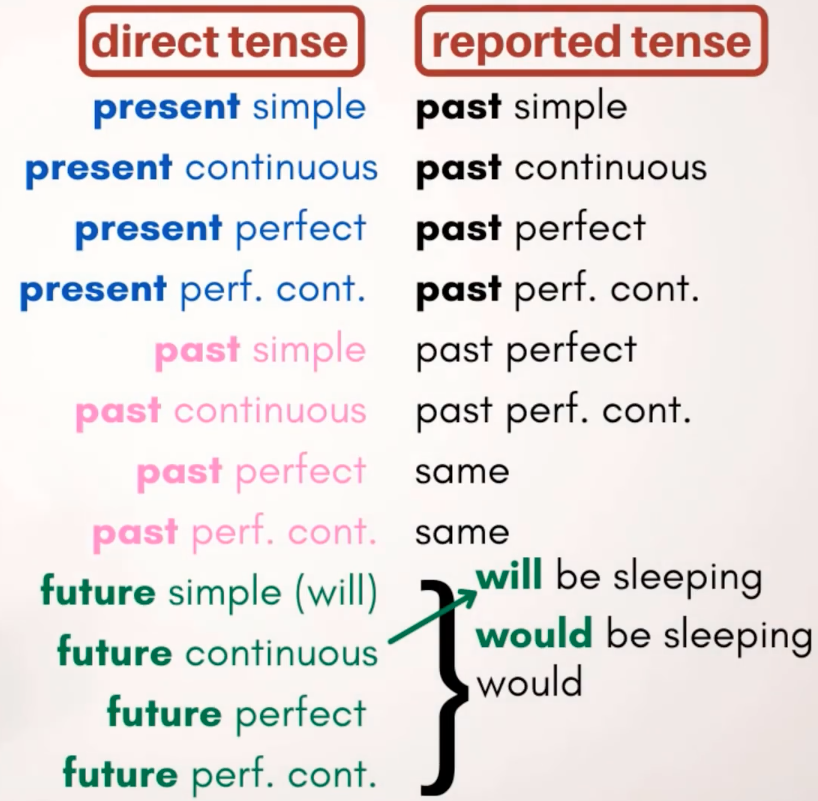 direct tense reported tense
present simple past simple
present continuous past continuous
present perfect past perfect
present perf. cont. past perf. cont.
past simple past perfect
past continuous past perf. cont.
past perfect same
past perf. cont. same
future simple (will) will be sleeping
future continuous would be sleeping
would
future perfect
future perf. cont.